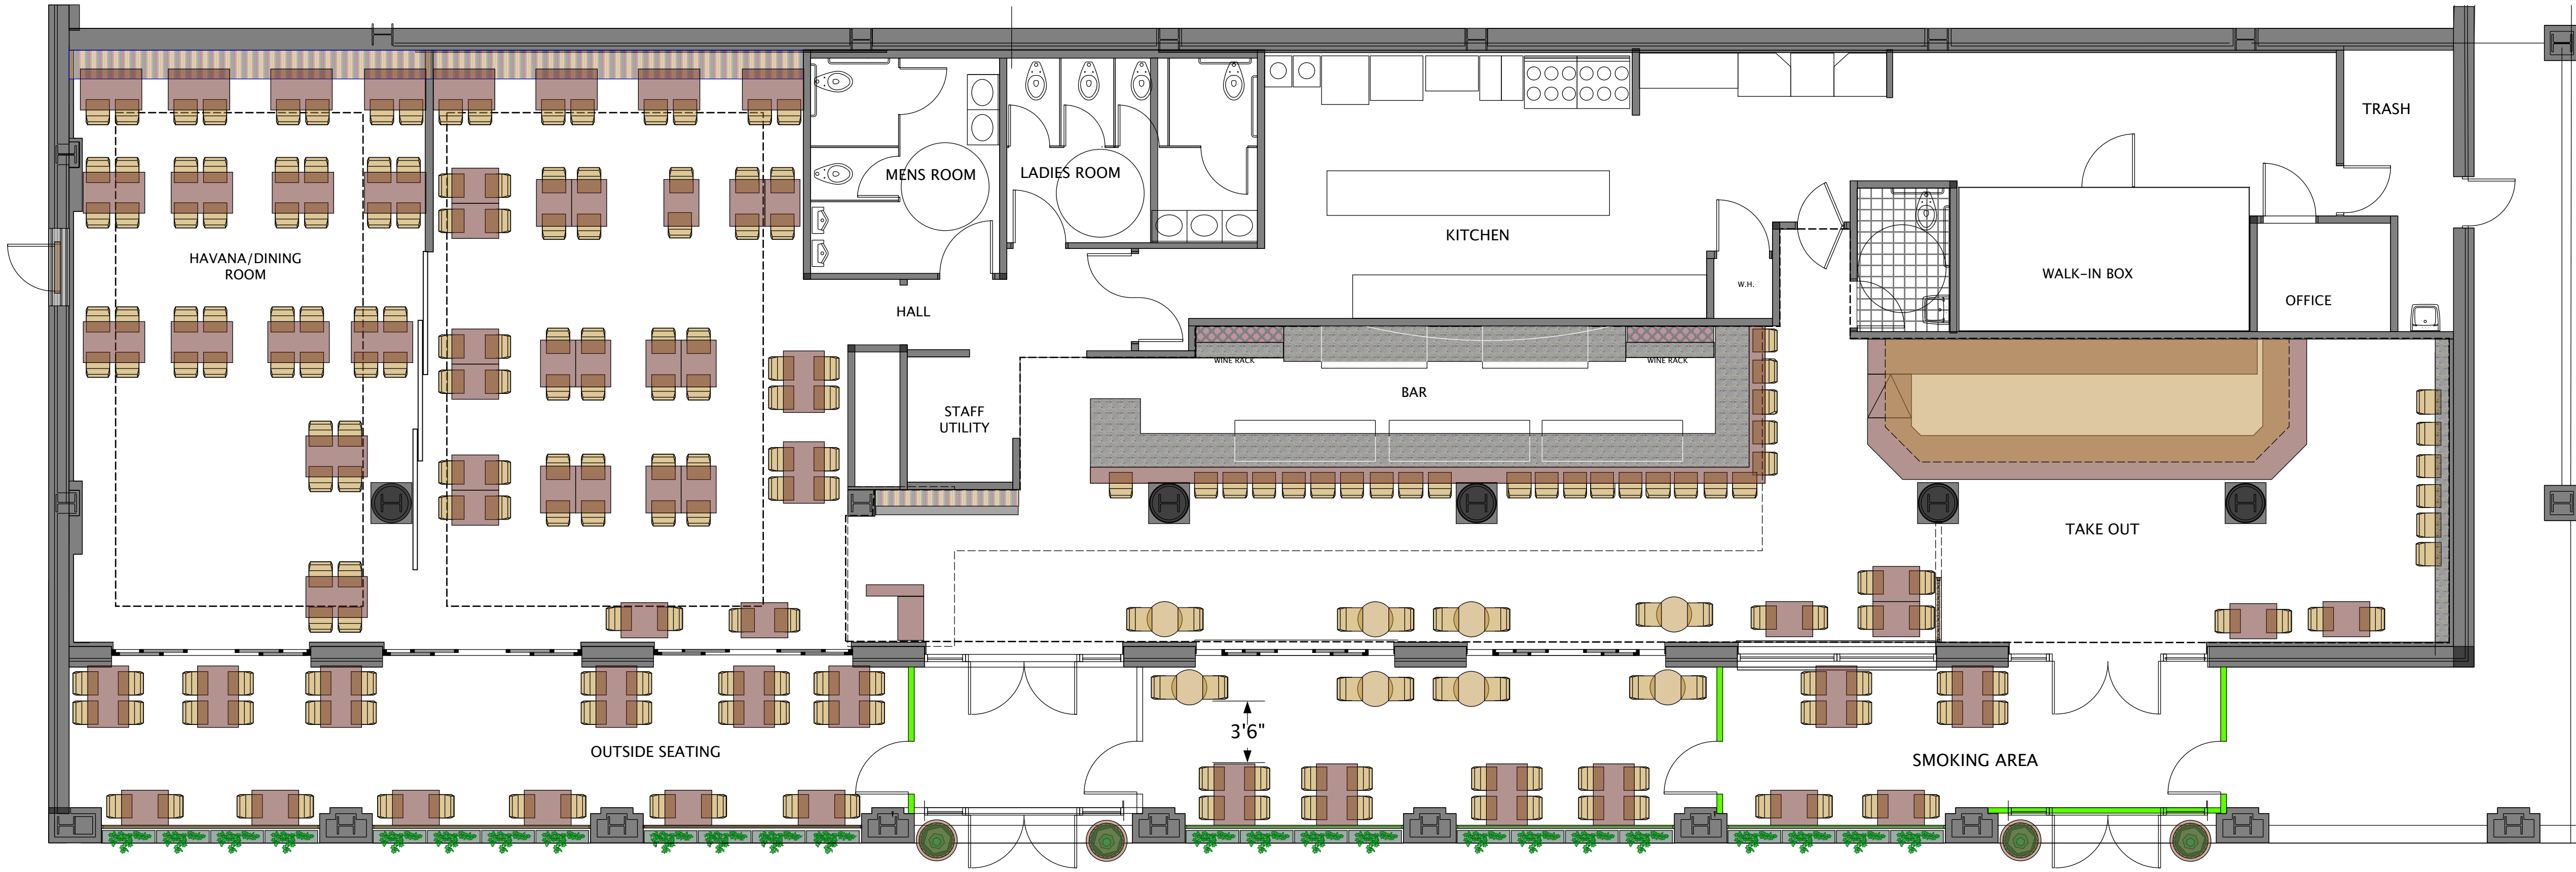 TRASH
MENS ROOM
LADIES ROOM
KITCHEN
HAVANA/DINING
ROOM
WALK-IN BOX
W.H.
OFFICE
HALL
WINE RACK
WINE RACK
BAR
STAFF
UTILITY
TAKE OUT
3'6"
OUTSIDE SEATING
SMOKING AREA